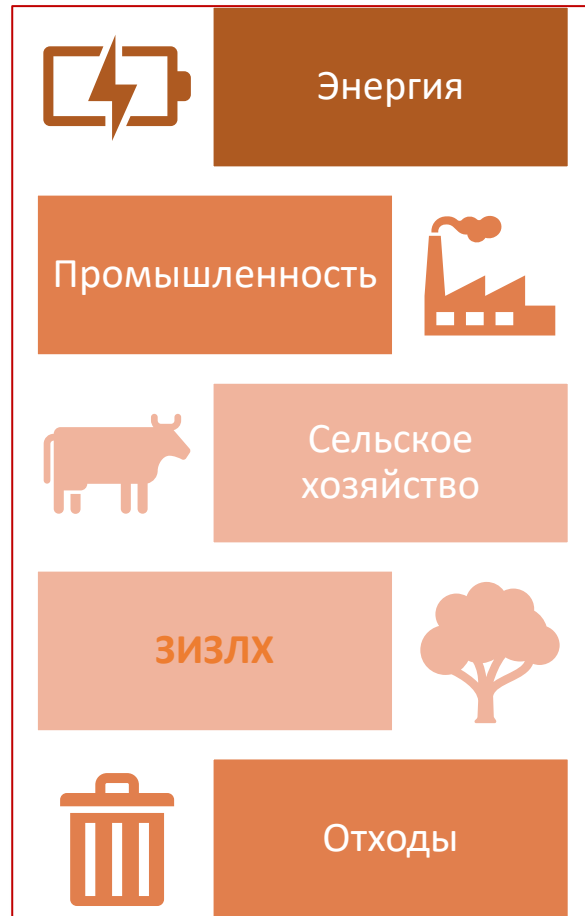 Энергия
Промышленность
Сельское
хозяйство
ЗИЗЛХ
Отходы